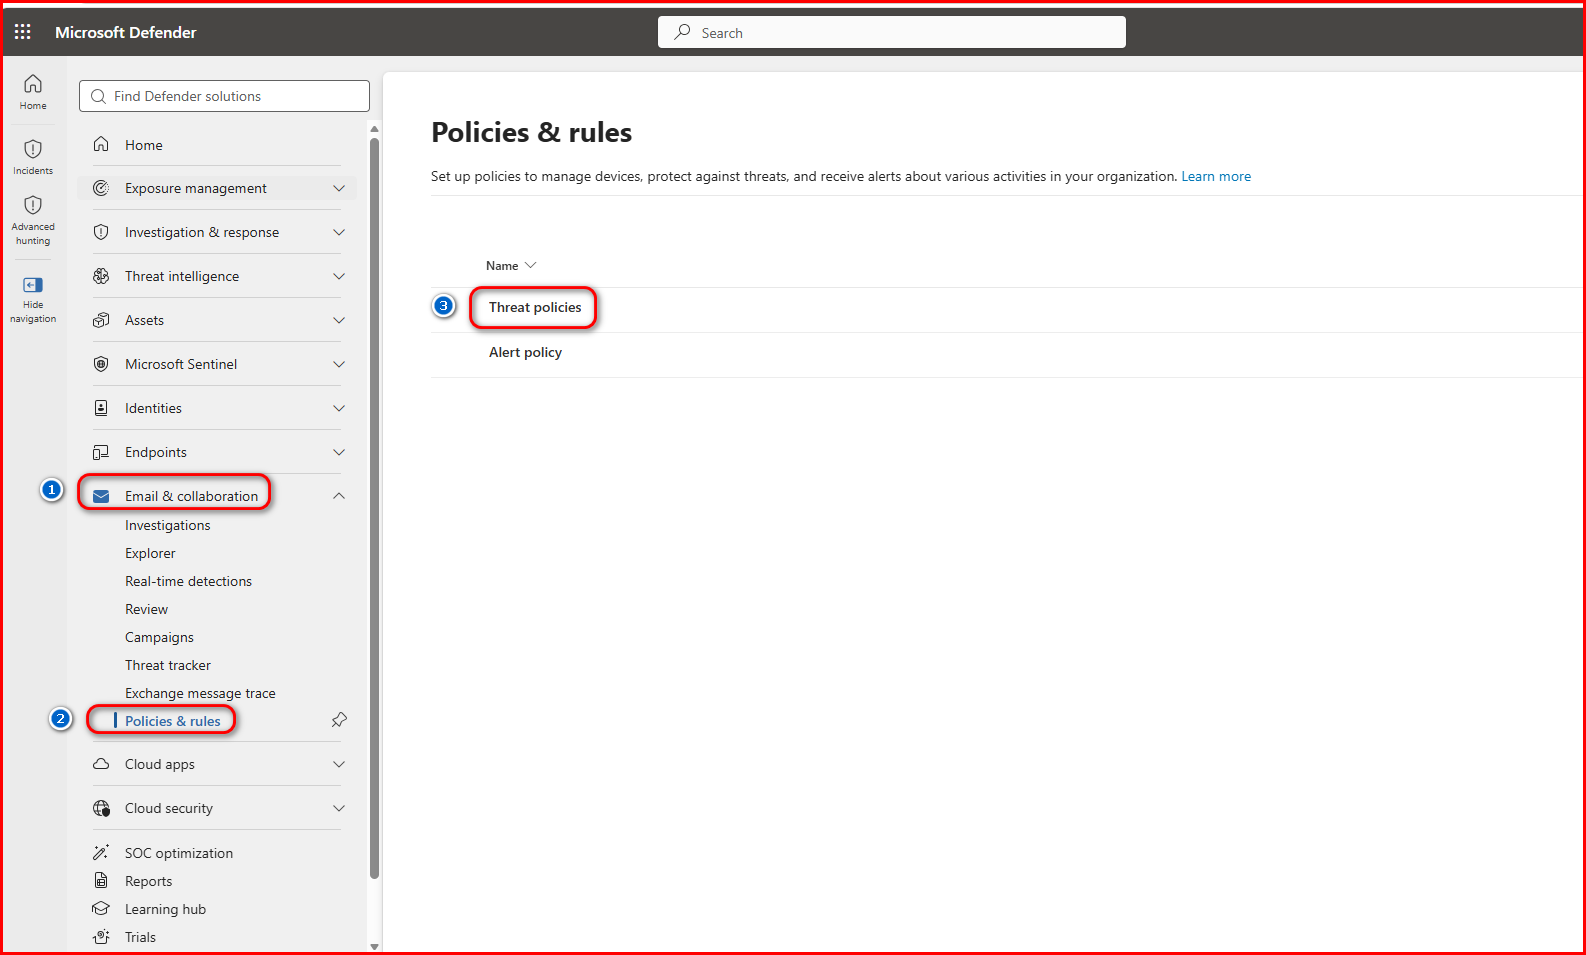 Microsoft Defender
Search
Home
Incidents
Advanced
hunting
Hide
navigation
Find Defender solutions
Home
Exposure management
Investigation & response
Threat intelligence
Assets
Microsoft Sentinel
Identities
Endpoints
1
Email & collaboration
Investigations
Explorer
Real-time detections
Review
Campaigns
Threat tracker
Exchange message trace
2
Policies & rules
Cloud apps
Cloud security
SOC optimization
Reports
Learning hub
Trials
Policies & rules
Set up policies to manage devices, protect against threats, and receive alerts about various activities in your organization. Learn more
Name
3
Threat policies
Alert policy